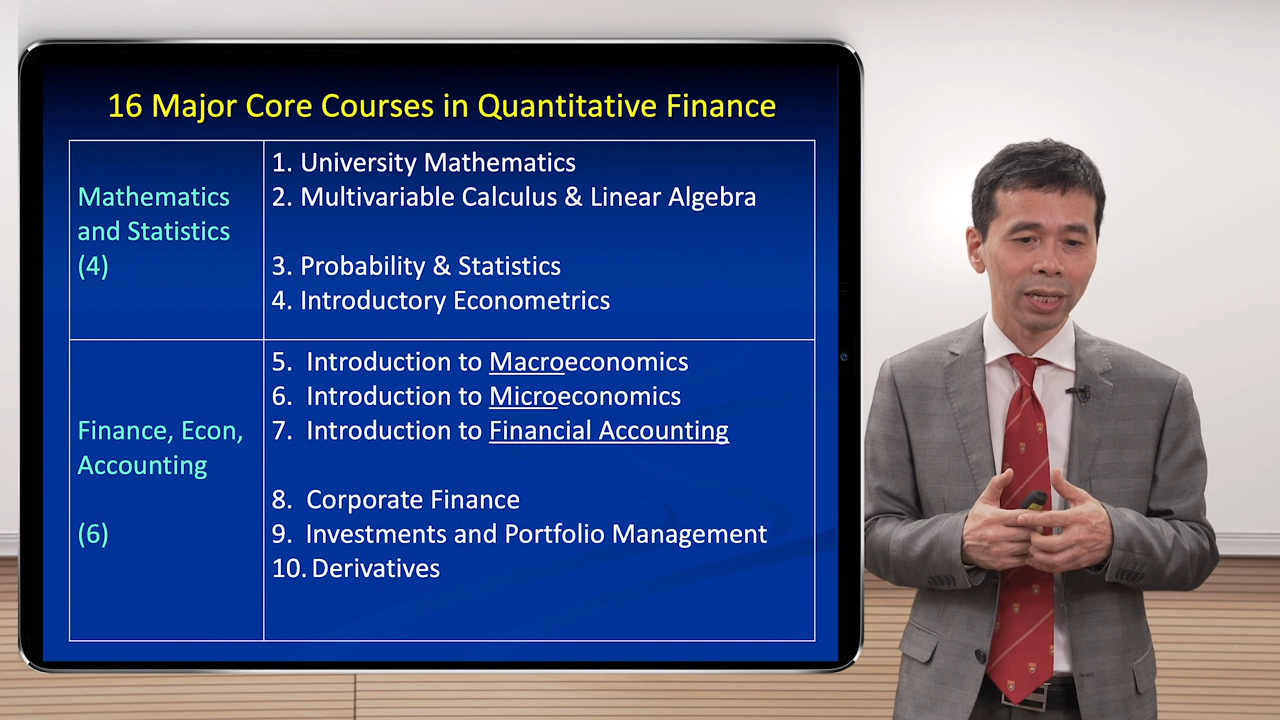 16 Major Core Courses in Quantitative Finance
Mathematics
and Statistics
(4)
1. University Mathematics
2. Multivariable Calculus & Linear Algebra
3. Probability & Statistics
4. Introductory Econometrics
Finance, Econ,
Accounting
(6)
5. Introduction to Macroeconomics
6. Introduction to Microeconomics
7. Introduction to Financial Accounting
8. Corporate Finance
9. Investments and Portfolio Management
10. Derivatives